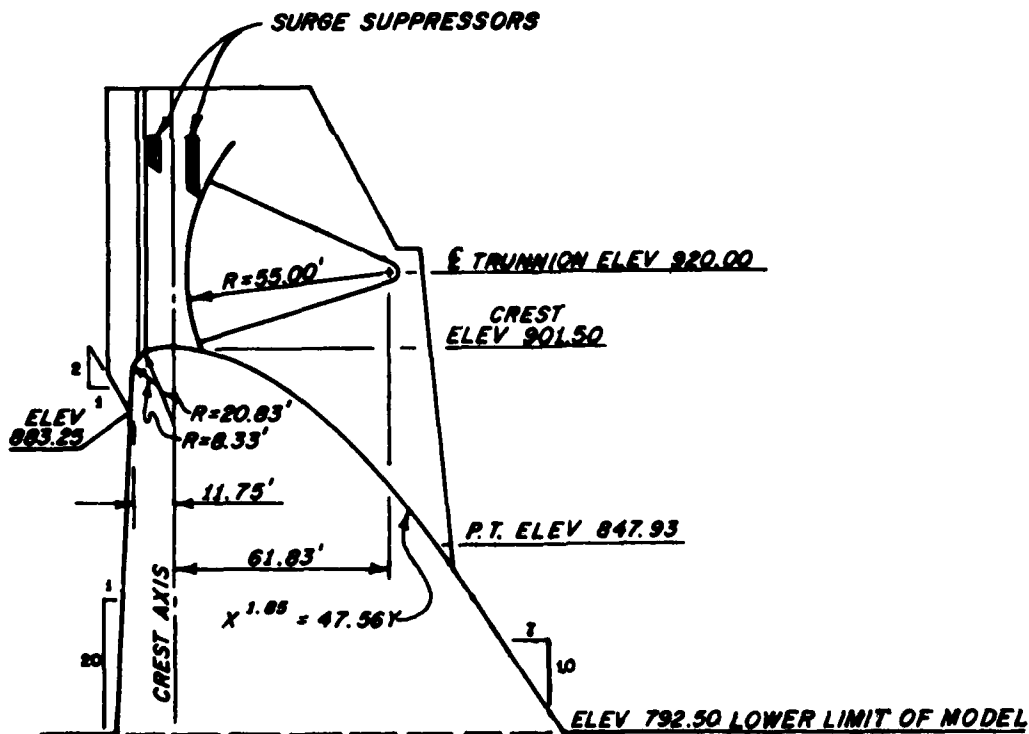 SURGE SUPPRESSORS
R=55.00'
℄ TRUNNION ELEV 920.00
CREST
ELEV 901.50
2
1
ELEV
883.25
R=20.83'
R=8.33'
11.75'
P.T. ELEV 847.93
61.83'
X^1.85 = 47.56Y
1
20
CREST AXIS
7
10
ELEV 792.50 LOWER LIMIT OF MODEL